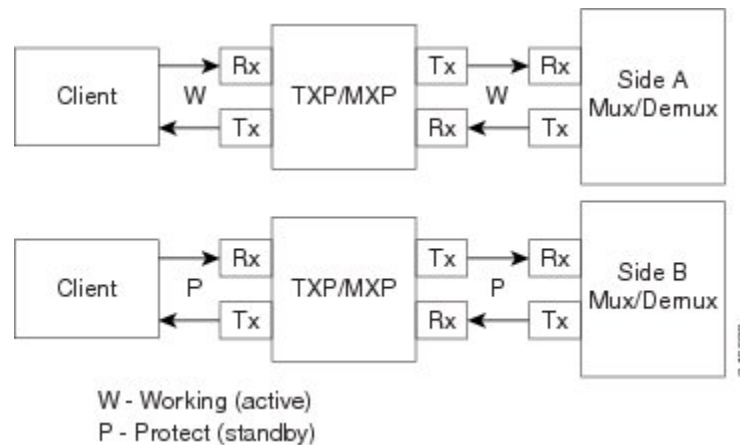 Rx
Tx
Rx
Client
W
TXP/MXP
W
Side A
Mux/Demux
Tx
Rx
Tx
Rx
Tx
Rx
Client
P
TXP/MXP
P
Side B
Mux/Demux
Tx
Rx
Tx
W - Working (active)
P - Protect (standby)